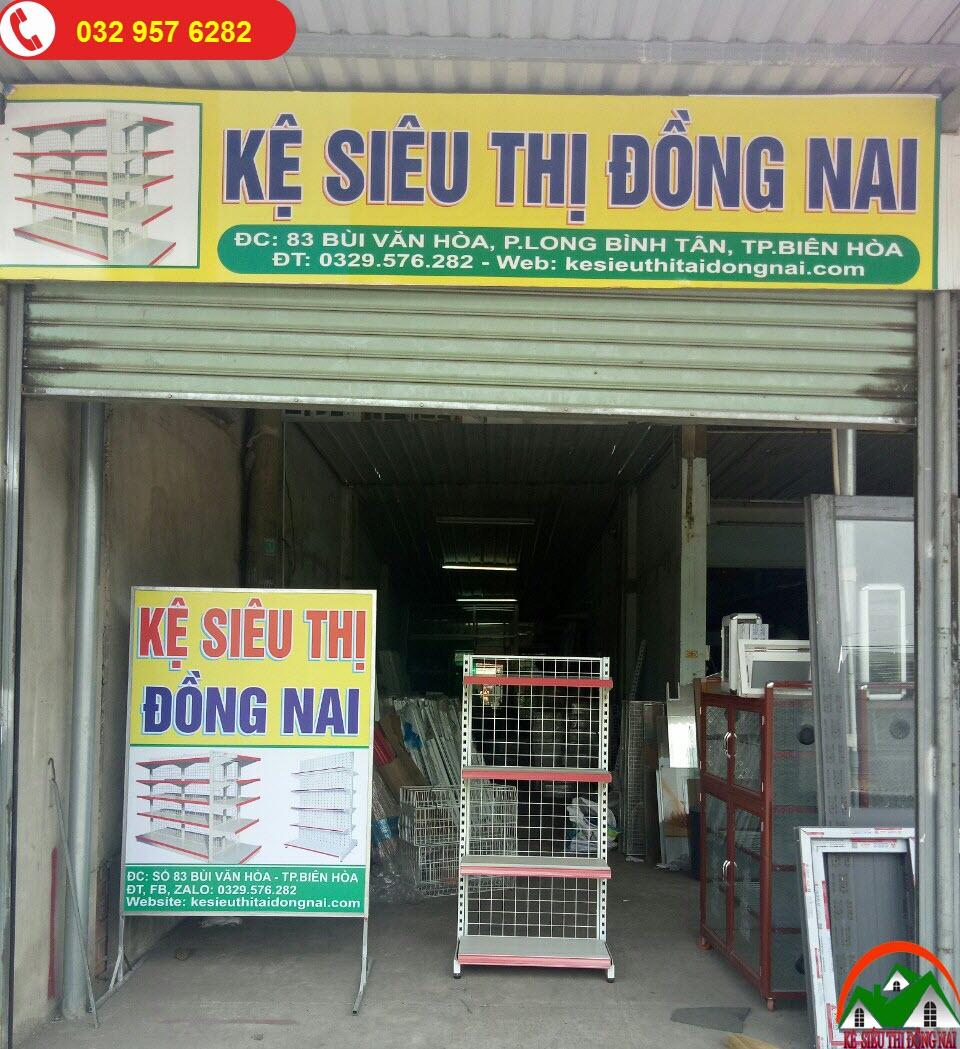 032 957 6282
KỆ SIÊU THỊ ĐỒNG NAI
ĐC: 83 BÙI VĂN HÒA, P.LONG BÌNH TÂN, TP.BIÊN HÒA
ĐT: 0329.576.282 - Web: kesieuthitaidongnai.com
KỆ SIÊU THỊ
ĐỒNG NAI
ĐC: SỐ 83 BÙI VĂN HÒA - TP.BIÊN HÒA
ĐT, FB, ZALO: 0329.576.282
Website: kesieuthitaidongnai.com
KỆ SIÊU THỊ ĐỒNG NAI